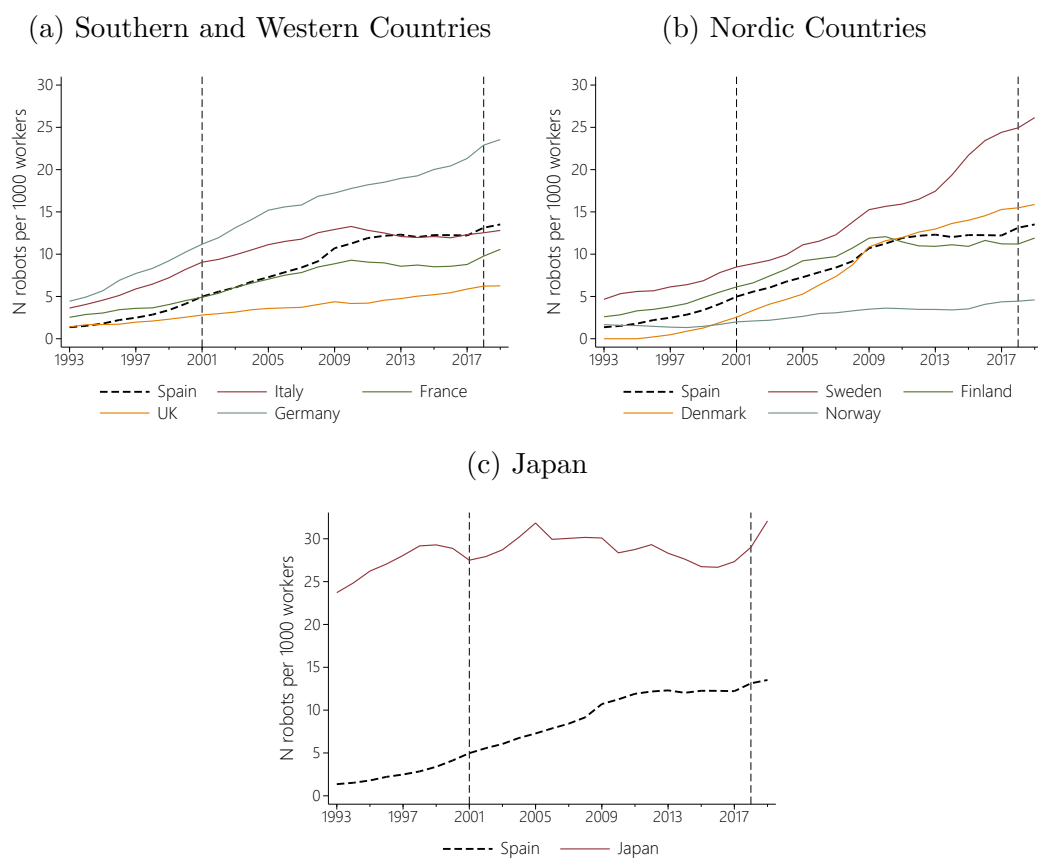 (a) Southern and Western Countries
N robots per 1000 workers
30
25
20
15
10
5
0
1993 1997 2001 2005 2009 2013 2017
Spain Italy France
UK Germany
(b) Nordic Countries
N robots per 1000 workers
30
25
20
15
10
5
0
1993 1997 2001 2005 2009 2013 2017
Spain Sweden Finland
Denmark Norway
(c) Japan
N robots per 1000 workers
30
25
20
15
10
5
0
1993 1997 2001 2005 2009 2013 2017
Spain Japan